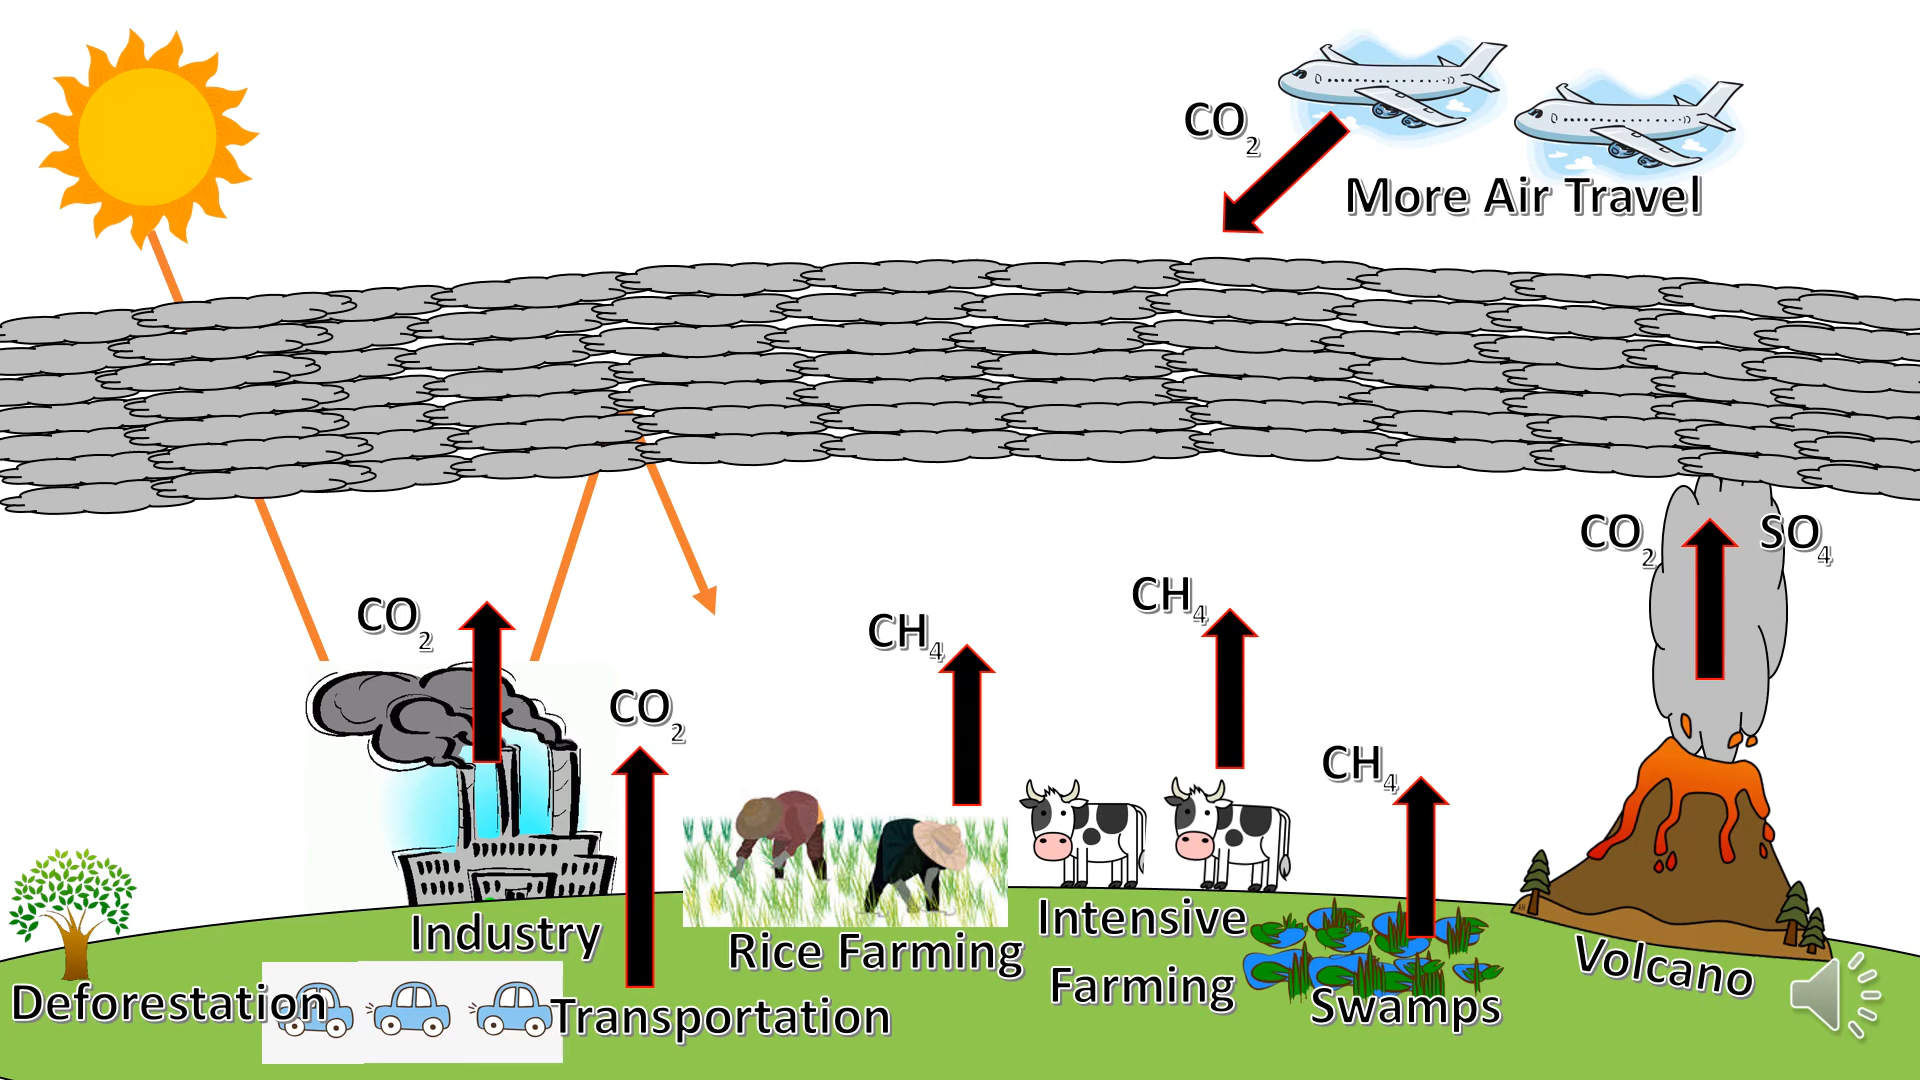 CO₂
More Air Travel
CO₂
SO₄
CO₂
CH₄
CH₄
CO₂
CH₄
Industry
Rice Farming
Intensive
Farming
Swamps
Volcano
Deforestation
Transportation